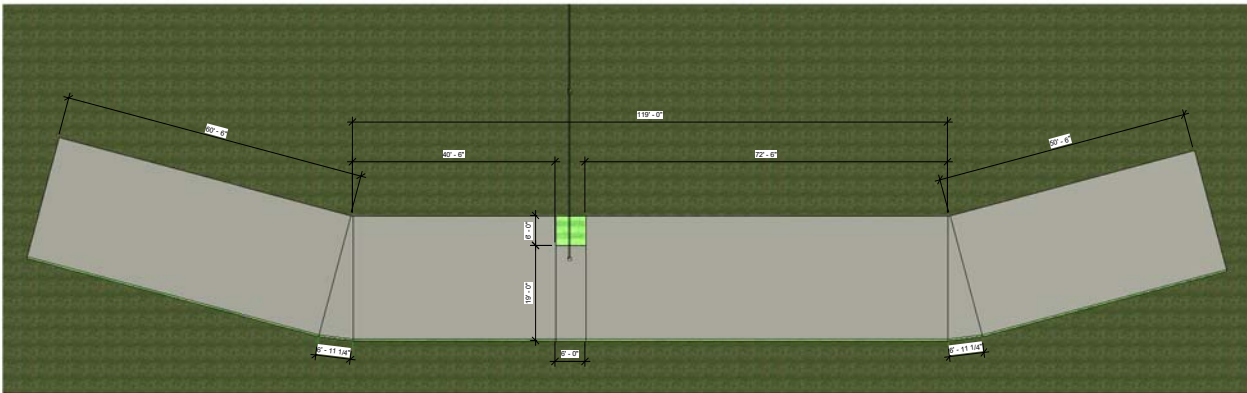 119' - 0"
60' - 6"
50' - 6"
40' - 6"
72' - 6"
6' - 0"
19' - 0"
6' - 11 1/4"
6' - 0"
6' - 11 1/4"